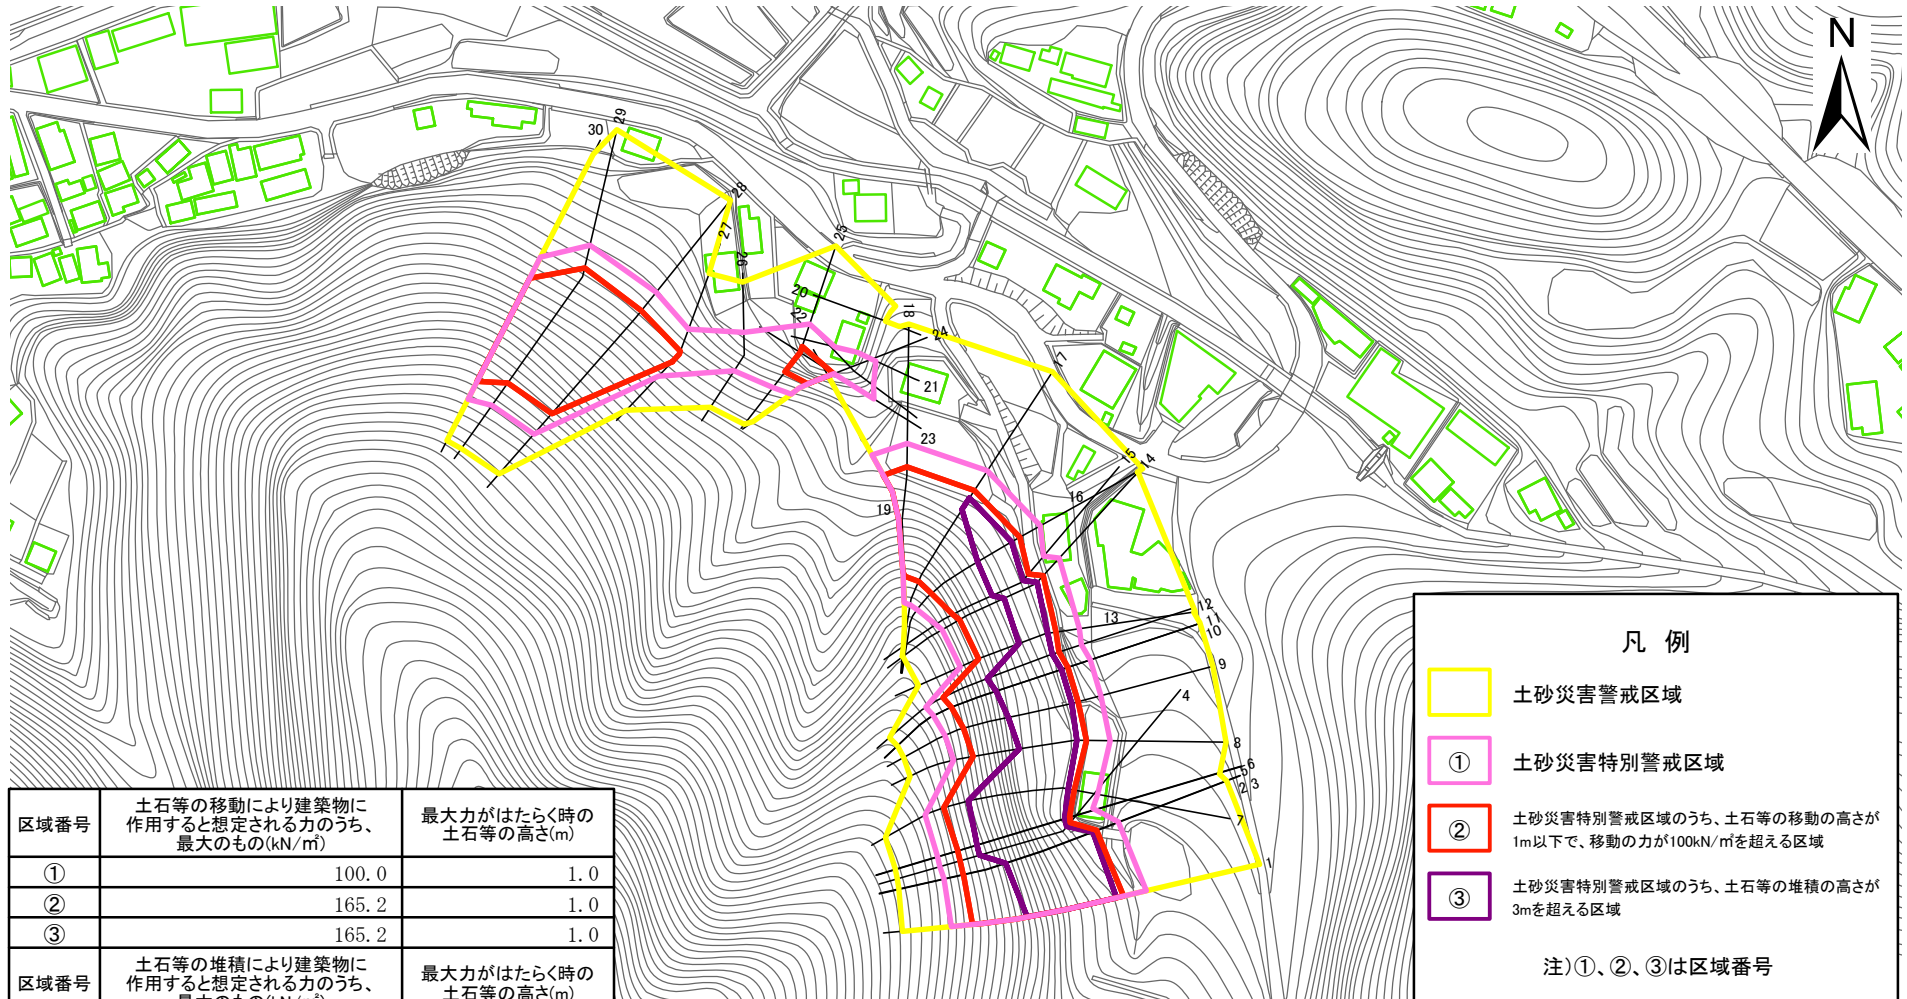 N
30
29
28
27
26
25
20
22
18
24
21
17
23
15
14
16
19
12
11
13
10
9
4
8
6
5
2
3
7
1
凡 例
土砂災害警戒区域
① 土砂災害特別警戒区域
② 土砂災害特別警戒区域のうち、土石等の移動の高さが
1m以下で、移動の力が100kN/㎡を超える区域
③ 土砂災害特別警戒区域のうち、土石等の堆積の高さが
3mを超える区域
注)①、②、③は区域番号
区域番号
土石等の移動により建築物に
作用すると想定される力のうち、
最大のもの(kN/㎡)
最大力がはたらく時の
土石等の高さ(m)
① 100.0 1.0
② 165.2 1.0
③ 165.2 1.0
区域番号
土石等の堆積により建築物に
作用すると想定される力のうち、
最大のもの(kN/㎡)
最大力がはたらく時の
土石等の高さ(m)